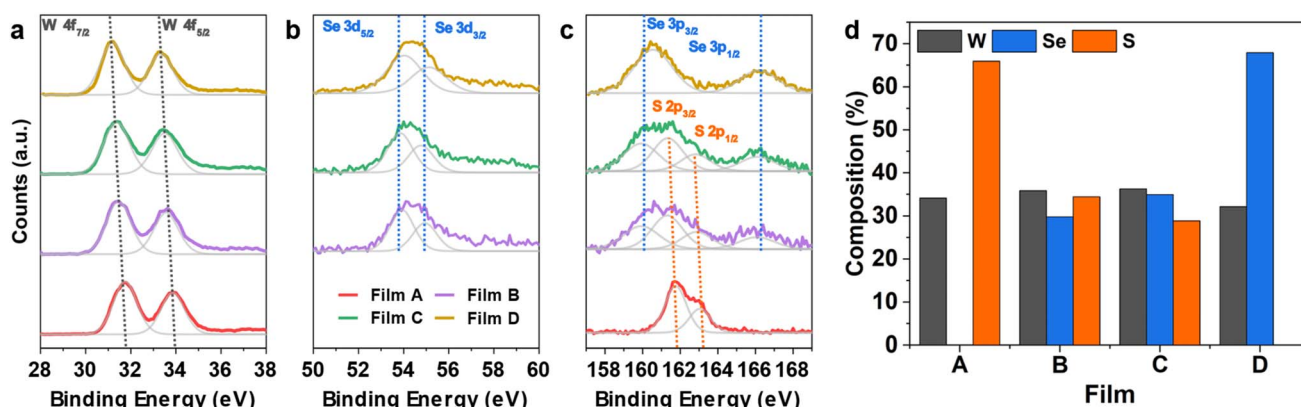 a
W 4f7/2
W 4f5/2
Counts (a.u.)
28 30 32 34 36 38
Binding Energy (eV)
b
Se 3d5/2
Se 3d3/2
Film A
Film B
Film C
Film D
50 52 54 56 58 60
Binding Energy (eV)
c
Se 3p3/2
Se 3p1/2
S 2p3/2
S 2p1/2
158 160 162 164 166 168
Binding Energy (eV)
d
W Se S
Composition (%)
70
60
50
40
30
20
10
0
A B C D
Film